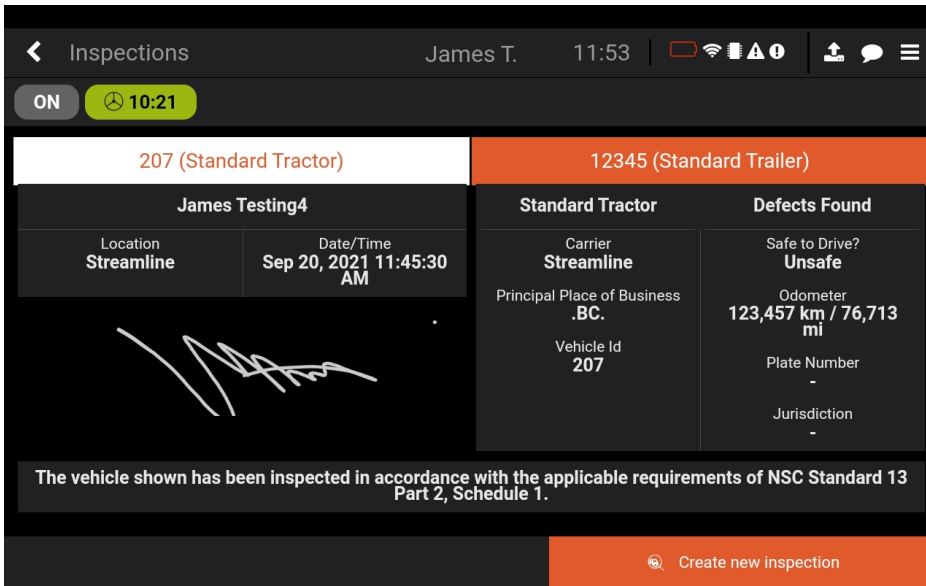 Inspections James T. 11:53
ON 10:21
207 (Standard Tractor) 12345 (Standard Trailer)
James Testing4
Location
Streamline
Date/Time
Sep 20, 2021 11:45:30
AM
Standard Tractor
Carrier
Streamline
Principal Place of Business
.BC.
Vehicle Id
207
Defects Found
Safe to Drive?
Unsafe
Odometer
123,457 km / 76,713
mi
Plate Number
-
Jurisdiction
-
The vehicle shown has been inspected in accordance with the applicable requirements of NSC Standard 13
Part 2, Schedule 1.
Create new inspection